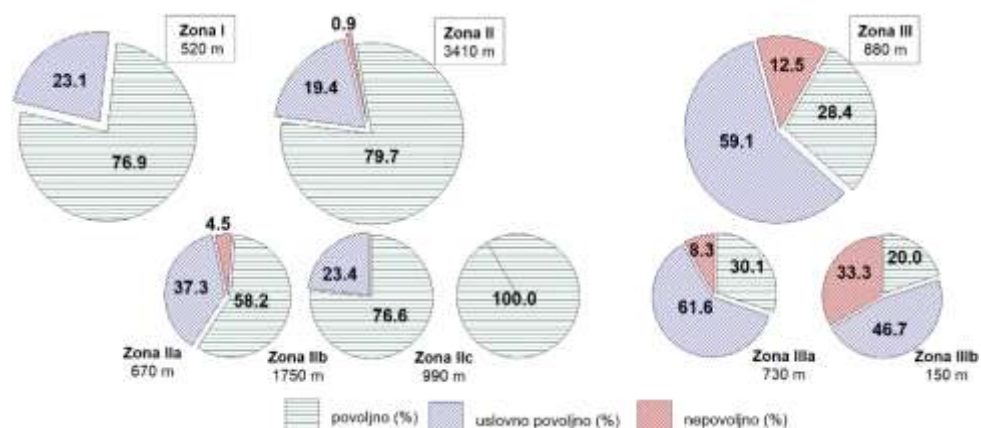 Zona I
520 m
23.1
76.9
0.9
Zona II
3410 m
19.4
79.7
Zona III
880 m
12.5
28.4
59.1
4.5
37.3
58.2
Zona IIa
670 m
23.4
76.6
Zona IIb
1750 m
100.0
Zona IIc
990 m
8.3
30.1
61.6
Zona IIIa
730 m
33.3
20.0
46.7
Zona IIIb
150 m
povoljno (%)
uslovno povoljno (%)
nepovoljno (%)